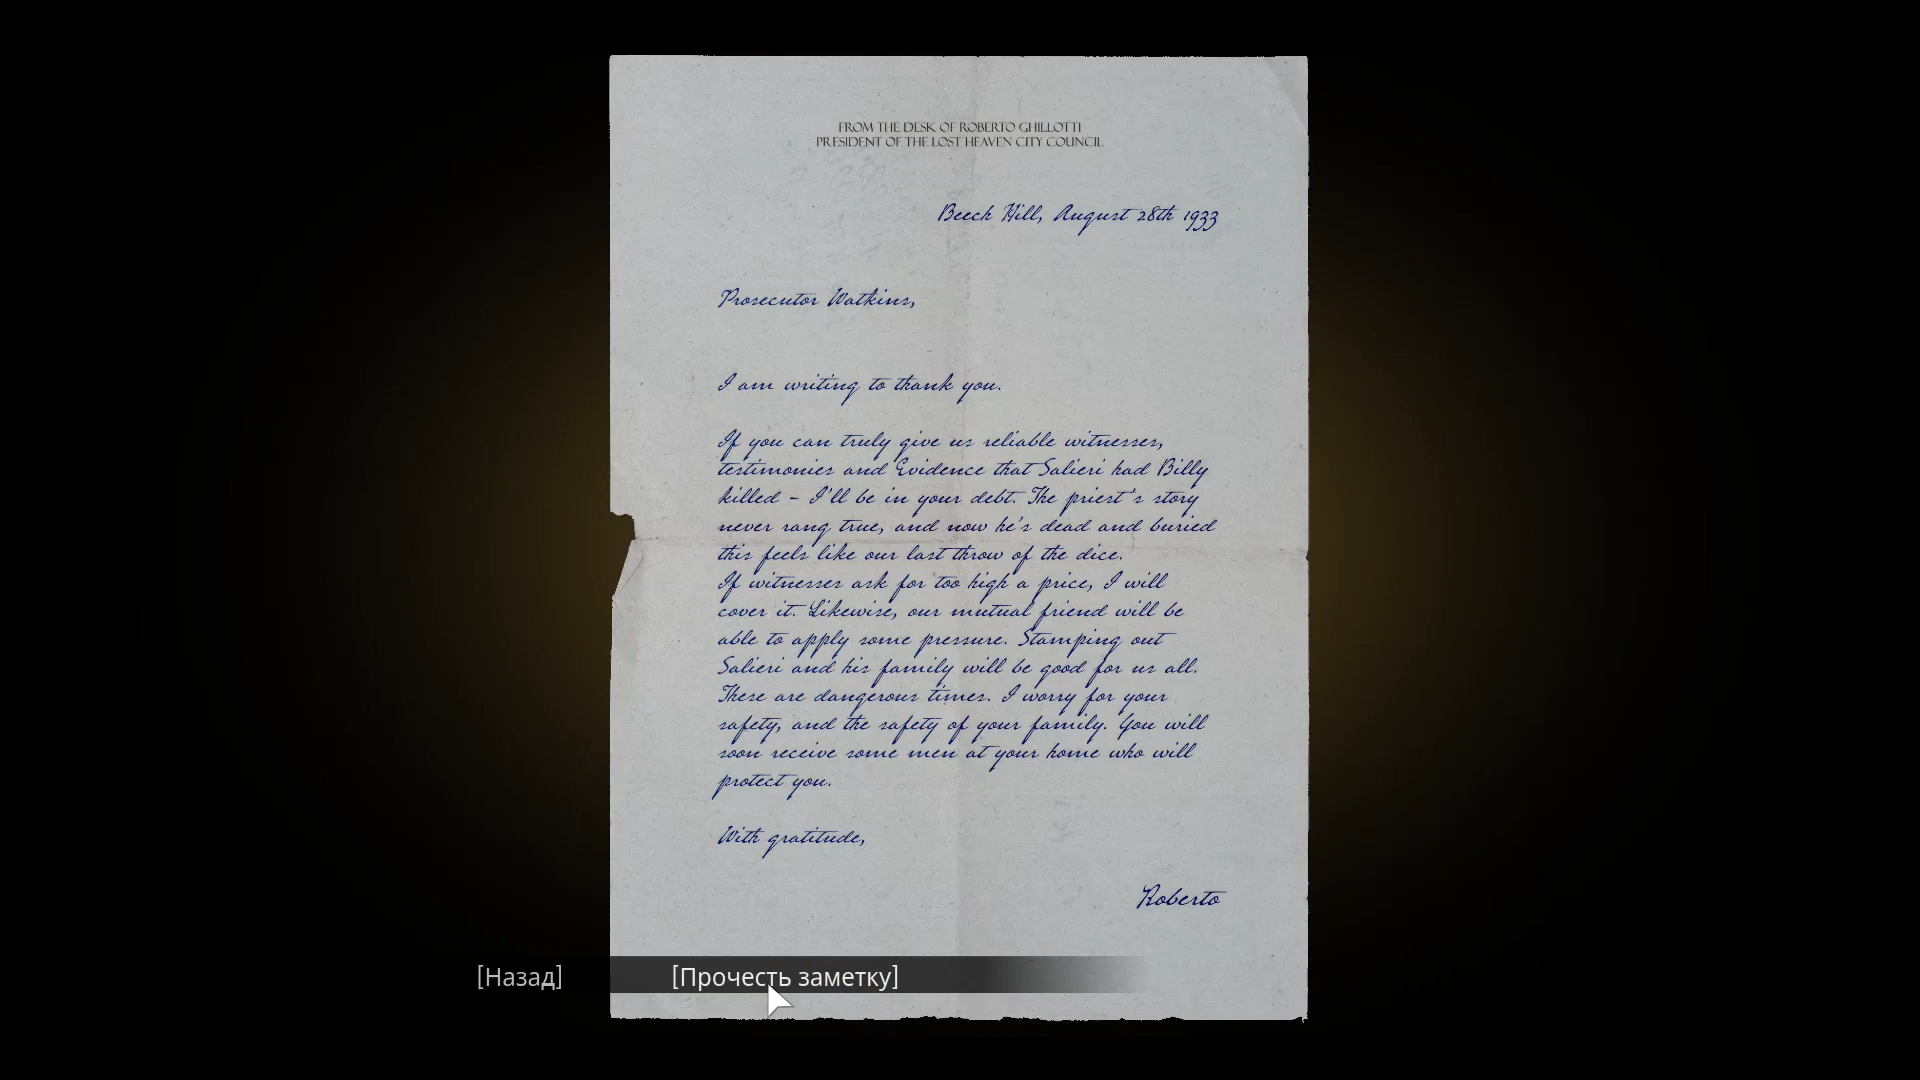 FROM THE DESK OF ROBERTO GHILLOTTI
PRESIDENT OF THE LOST HEAVEN CITY COUNCIL
Beech Hill, August 28th 1933
Prosecutor Watkins,
I am writing to thank you.
If you can truly give us reliable witnesses,
testimonies and Evidence that Salieri had Billy
killed - I'll be in your debt. The priest's story
never rang true, and now he's dead and buried
this feels like our last throw of the dice.
If witnesses ask for too high a price, I will
cover it. Likewise, our mutual friend will be
able to apply some pressure. Stamping out
Salieri and his family will be good for us all.
These are dangerous times. I worry for your
safety, and the safety of your family. You will
soon receive some men at your home who will
protect you.
With gratitude,
Roberto
[Назад] [Прочесть заметку]